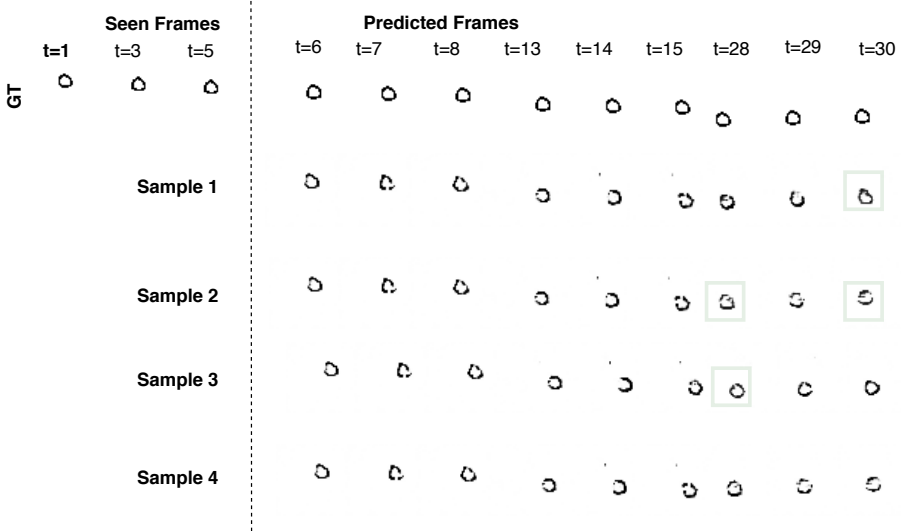 Seen Frames
Predicted Frames
t=1 t=3 t=5 t=6 t=7 t=8 t=13 t=14 t=15 t=28 t=29 t=30
GT
Sample 1
Sample 2
Sample 3
Sample 4